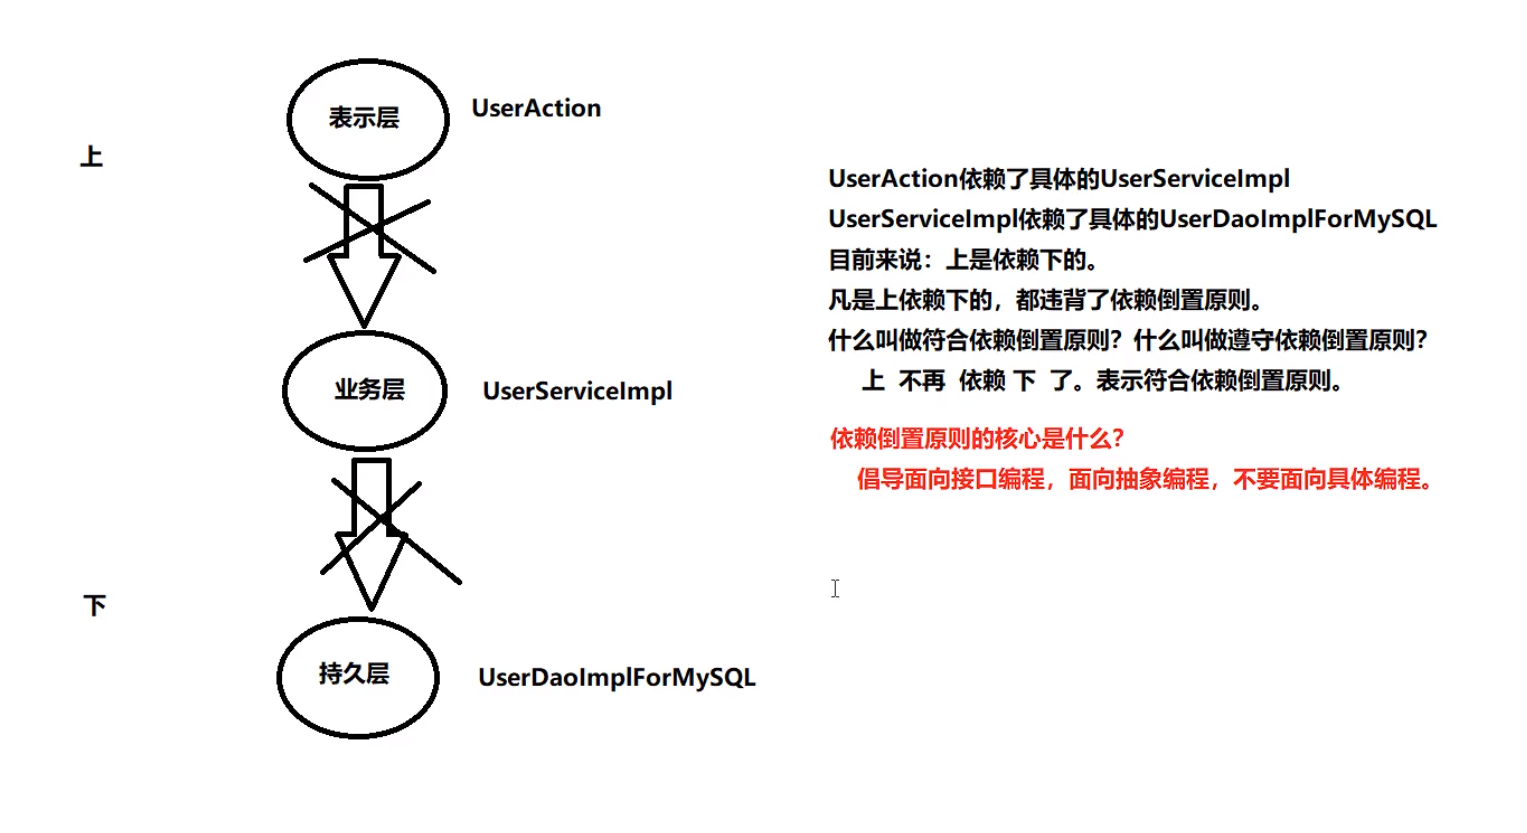 表示层
UserAction
上
UserAction依赖了具体的UserServiceImpl
UserServiceImpl依赖了具体的UserDaoImplForMySQL
目前来说：上是依赖下的。
凡是上依赖下的，都违背了依赖倒置原则。
什么叫做符合依赖倒置原则？什么叫做遵守依赖倒置原则？
上 不再 依赖 下 了。表示符合依赖倒置原则。
业务层
UserServiceImpl
依赖倒置原则的核心是什么？
倡导面向接口编程，面向抽象编程，不要面向具体编程。
下
持久层
UserDaoImplForMySQL